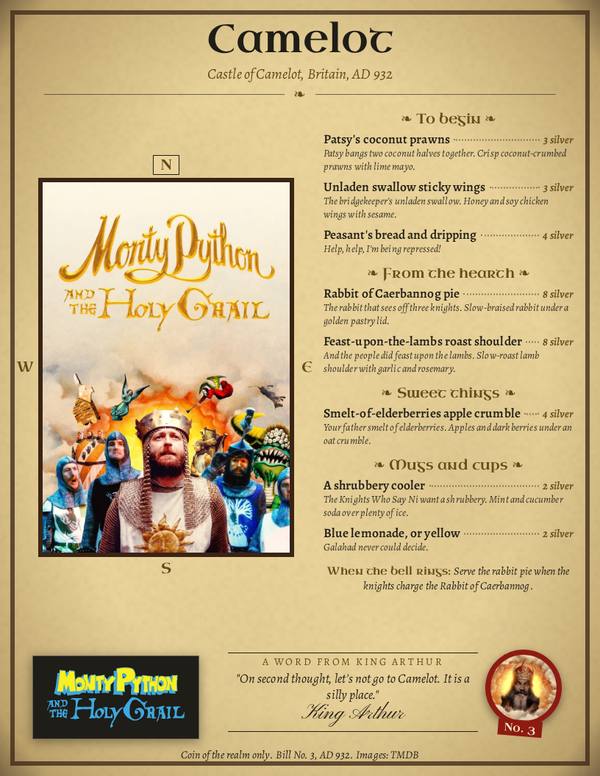 Camelot
Castle of Camelot, Britain, AD 932
N
Monty Python
AND THE HOLY GRAIL
W
E
S
To begin
Patsy's coconut prawns 3 silver
Patsy bangs two coconut halves together. Crisp coconut-crumbed
prawns with lime mayo.
Unladen swallow sticky wings 3 silver
The bridgekeeper's unladen swallow. Honey and soy chicken
wings with sesame.
Peasant's bread and dripping 4 silver
Help, help, I'm being repressed!
From the hearth
Rabbit of Caerbannog pie 8 silver
The rabbit that sees off three knights. Slow-braised rabbit under a
golden pastry lid.
Feast-upon-the-lambs roast shoulder 8 silver
And the people did feast upon the lambs. Slow-roast lamb
shoulder with garlic and rosemary.
Sweet things
Smelt-of-elderberries apple crumble 4 silver
Your father smelt of elderberries. Apples and dark berries under an
oat crumble.
Mugs and cups
A shrubbery cooler 2 silver
The Knights Who Say Ni want a shrubbery. Mint and cucumber
soda over plenty of ice.
Blue lemonade, or yellow 2 silver
Galahad never could decide.
When the bell rings: Serve the rabbit pie when the
knights charge the Rabbit of Caerbannog.
MONTY PYTHON
AND THE HOLY GRAIL
A WORD FROM KING ARTHUR
"On second thought, let's not go to Camelot. It is a
silly place."
King Arthur
No. 3
Coin of the realm only. Bill No. 3, AD 932. Images: TMDB